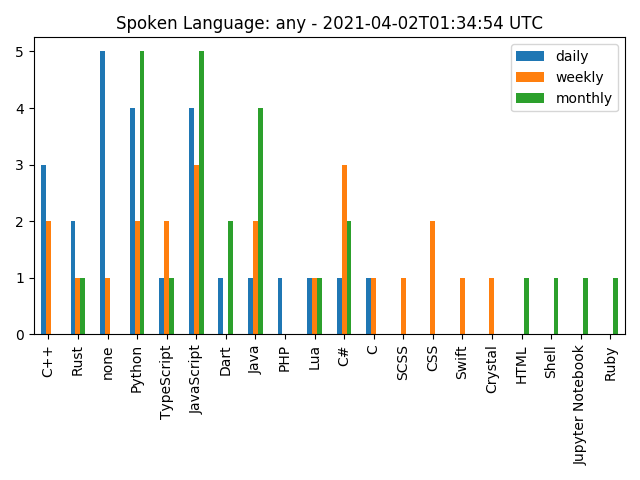 Spoken Language: any - 2021-04-02T01:34:54 UTC
daily
weekly
monthly
5
4
3
2
1
0
C++
Rust
none
Python
TypeScript
JavaScript
Dart
Java
PHP
Lua
C#
C
SCSS
CSS
Swift
Crystal
HTML
Shell
Jupyter Notebook
Ruby